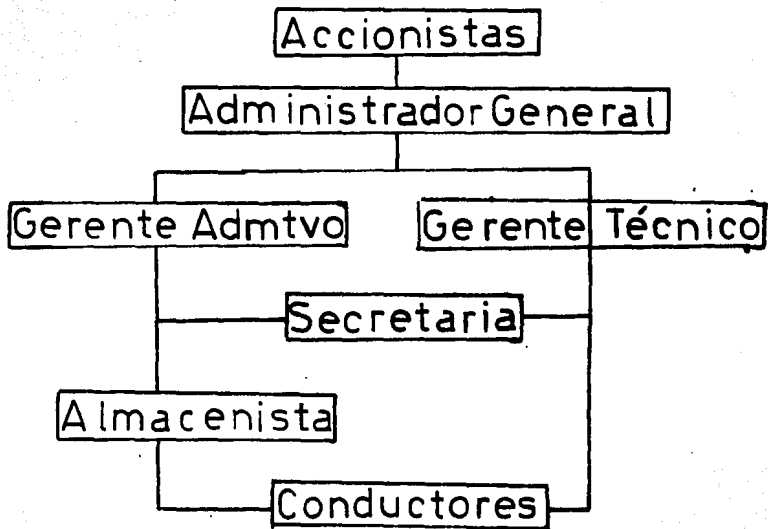 Accionistas
Administrador General
Gerente Admtvo
Gerente Técnico
Secretaria
Almacenista
Conductores